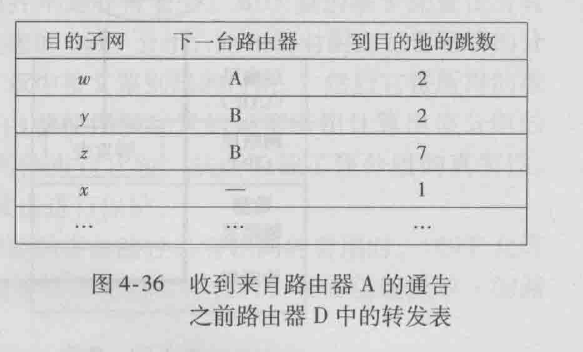 目的子网 下一台路由器 到目的地的跳数
w A 2
y B 2
z B 7
x — 1
… … …
图 4-36 收到来自路由器 A 的通告
之前路由器 D 中的转发表